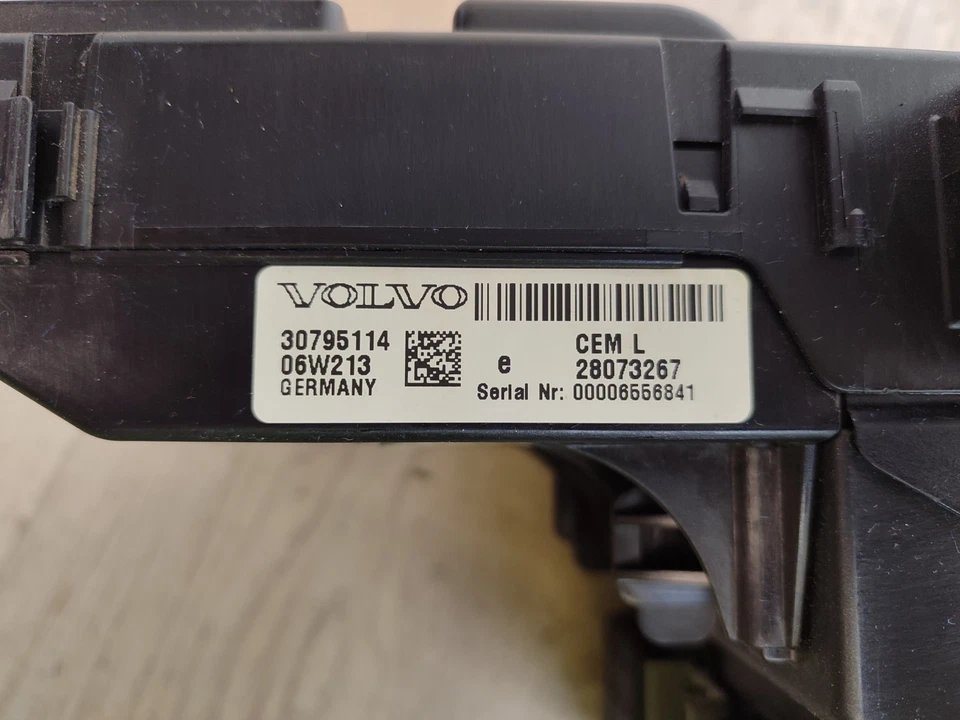 VOLVO
30795114
06W213
GERMANY
e
CEM L
28073267
Serial Nr: 00006556841